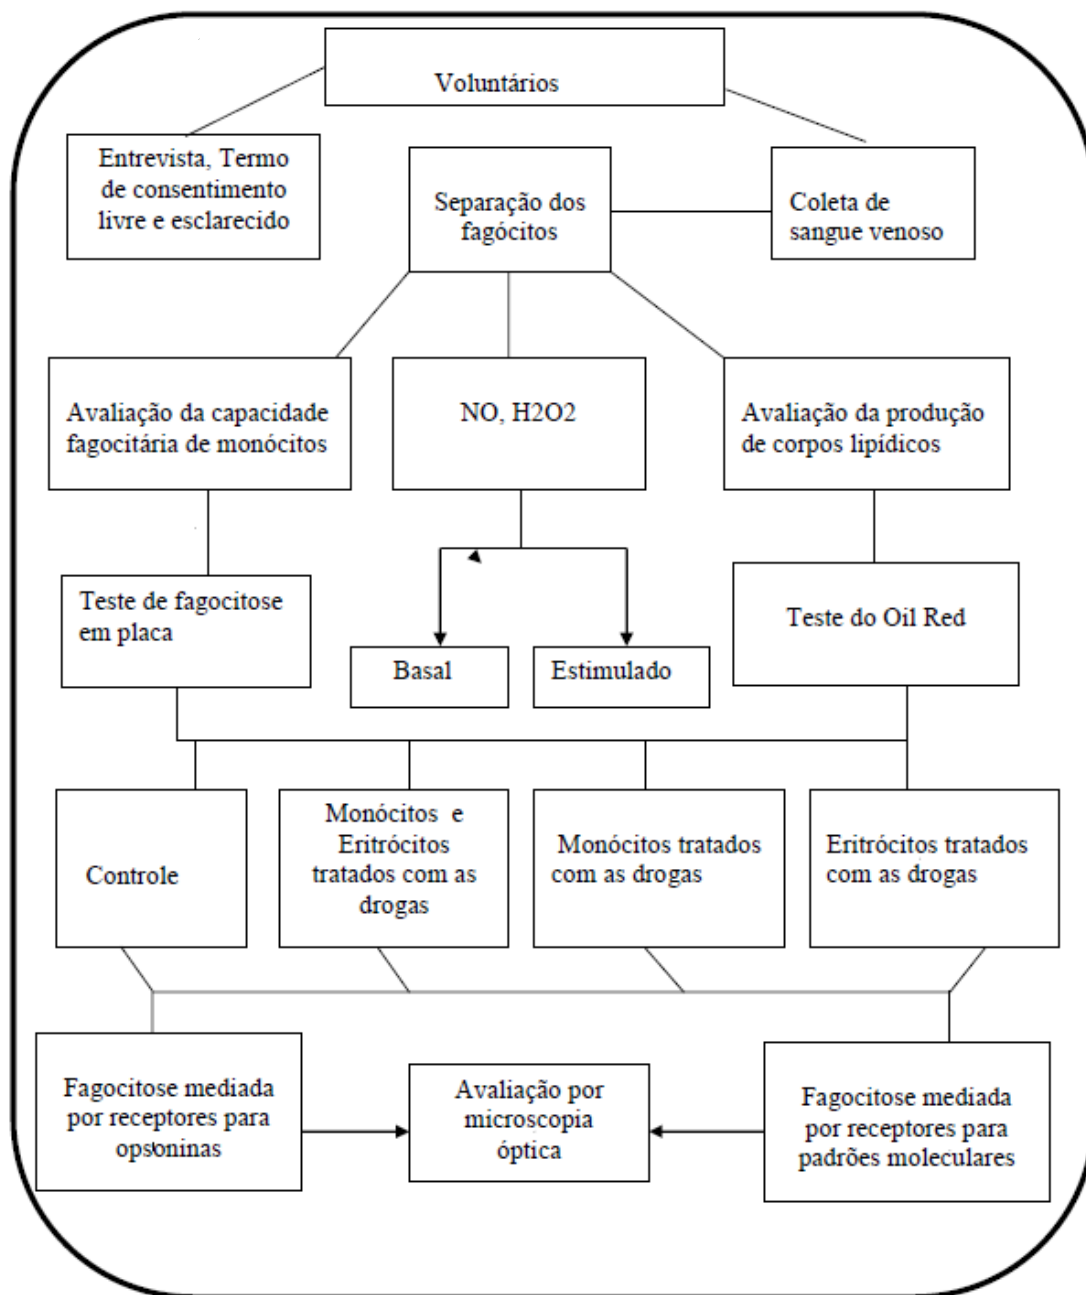 Voluntários
Entrevista, Termo
de consentimento
livre e esclarecido
Separação dos
fagócitos
Coleta de
sangue venoso
Avaliação da capacidade
fagocitária de monócitos
NO, H2O2
Avaliação da produção
de corpos lipídicos
Teste de fagocitose
em placa
Basal
Estimulado
Teste do Oil Red
Controle
Monócitos e
Eritrócitos
tratados com as
drogas
Monócitos tratados
com as drogas
Eritrócitos tratados
com as drogas
Fagocitose mediada
por receptores para
opsoninas
Avaliação por
microscopia
óptica
Fagocitose mediada
por receptores para
padrões moleculares